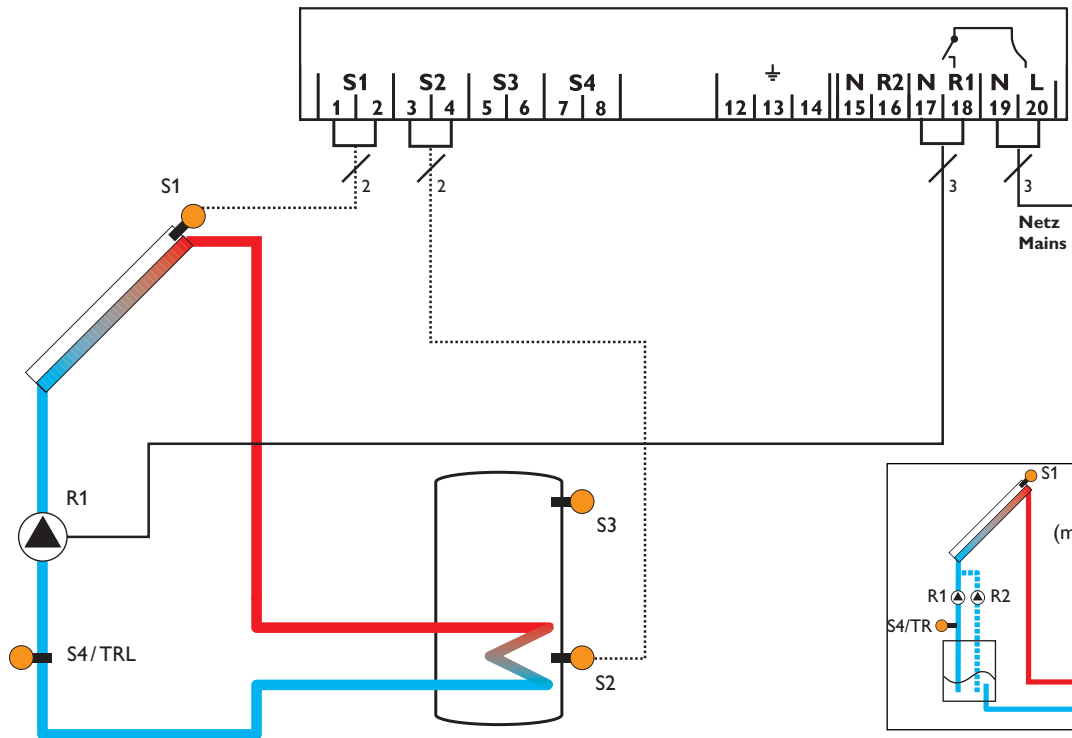 S1 S2 S3 S4 N R2 N R1 N L
1 2 3 4 5 6 7 8 12 13 14 15 16 17 18 19 20
2 2 3 3
S1
Netz
Mains
S1
(m
R1
S3
R1 R2
S4/TR
S4/TRL
S2